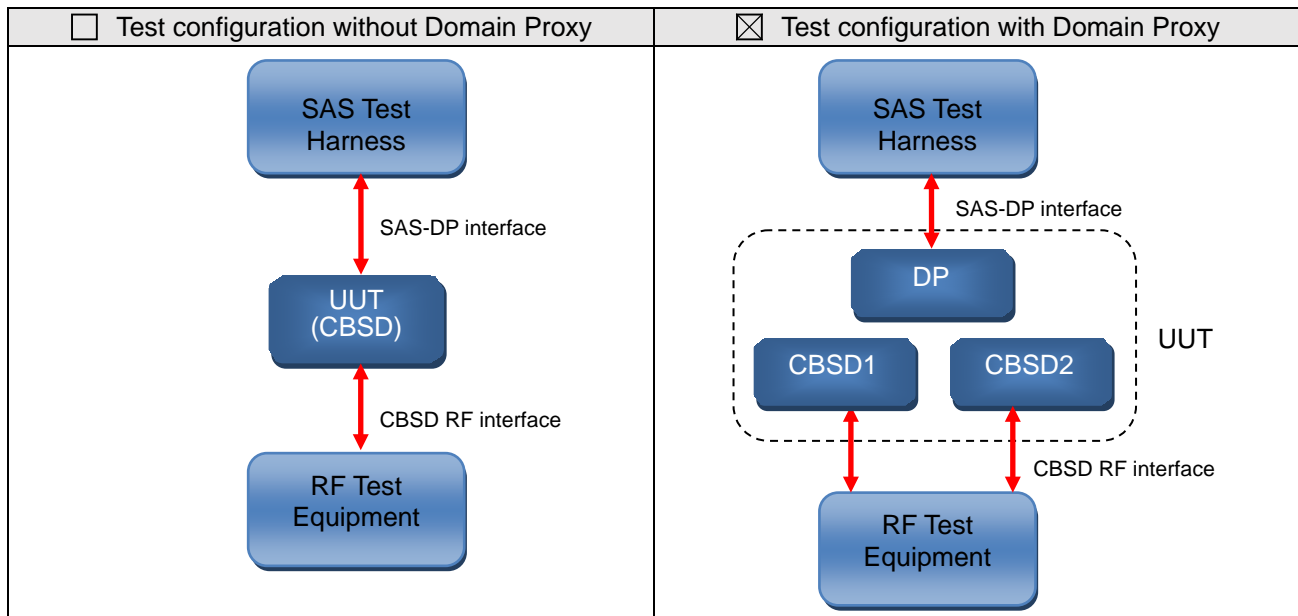 ☐ Test configuration without Domain Proxy
SAS Test
Harness
SAS-DP interface
UUT
(CBSD)
CBSD RF interface
RF Test
Equipment
☒ Test configuration with Domain Proxy
SAS Test
Harness
SAS-DP interface
DP
UUT
CBSD1
CBSD2
CBSD RF interface
RF Test
Equipment